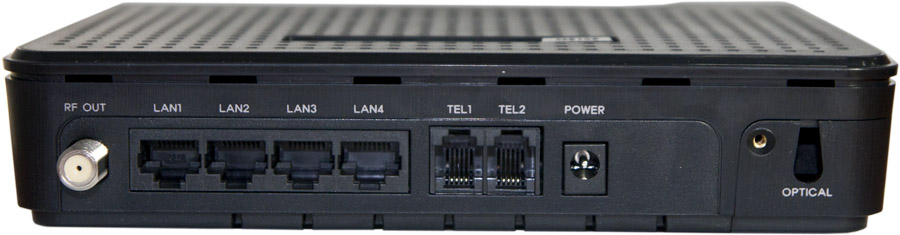 RF OUT LAN1 LAN2 LAN3 LAN4 TEL1 TEL2 POWER
OPTICAL